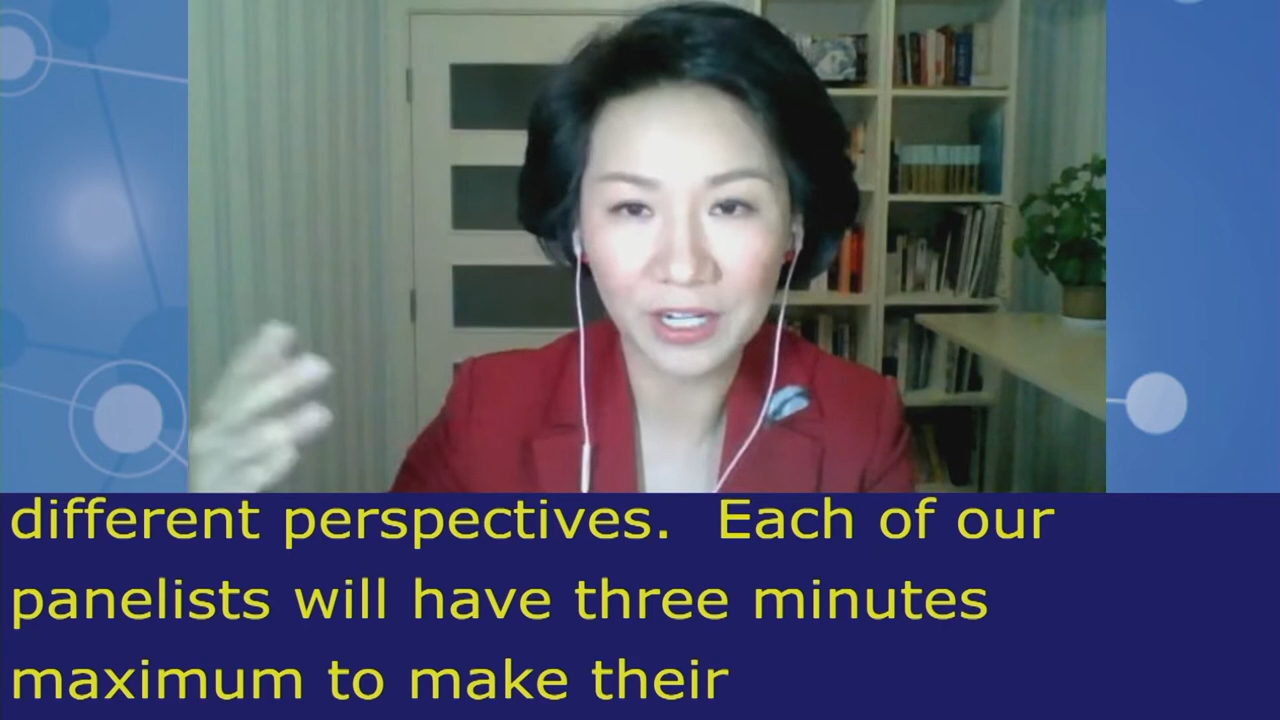 different perspectives.  Each of our
panelists will have three minutes
maximum to make their